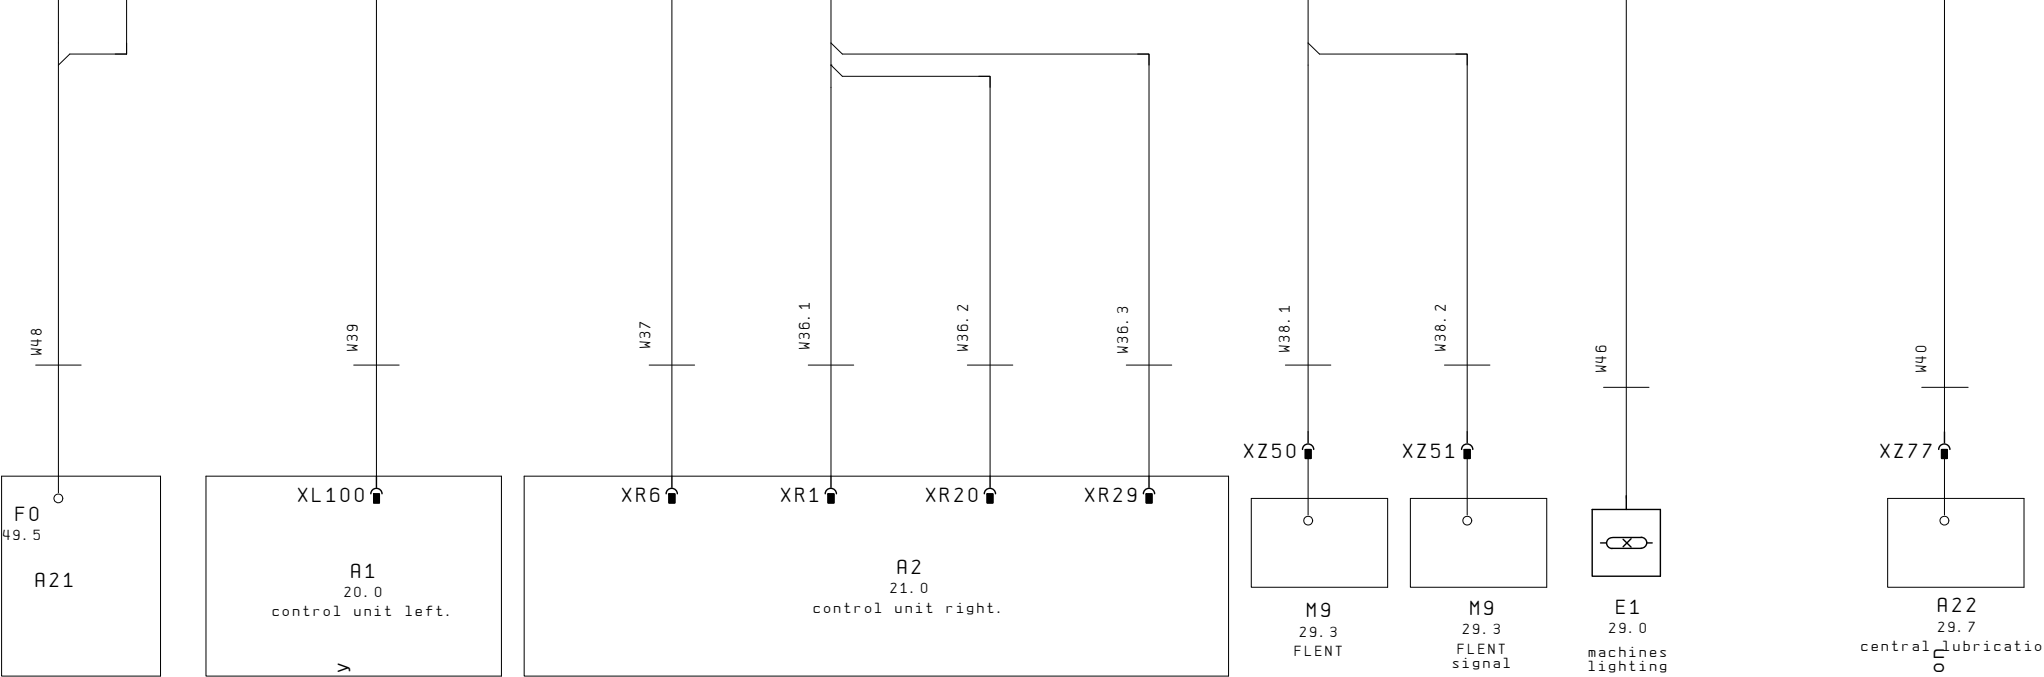 W48
W39
W37
W36.1
W36.2
W36.3
W38.1
W38.2
W46
W40
XZ50
XZ51
XZ77
XL100
XR6
XR1
XR20
XR29
F0
49.5
A21
A1
20.0
control unit left.
A2
21.0
control unit right.
M9
29.3
FLENT
M9
29.3
FLENT
signal
E1
29.0
machines
lighting
A22
29.7
central lubricatio
on
y